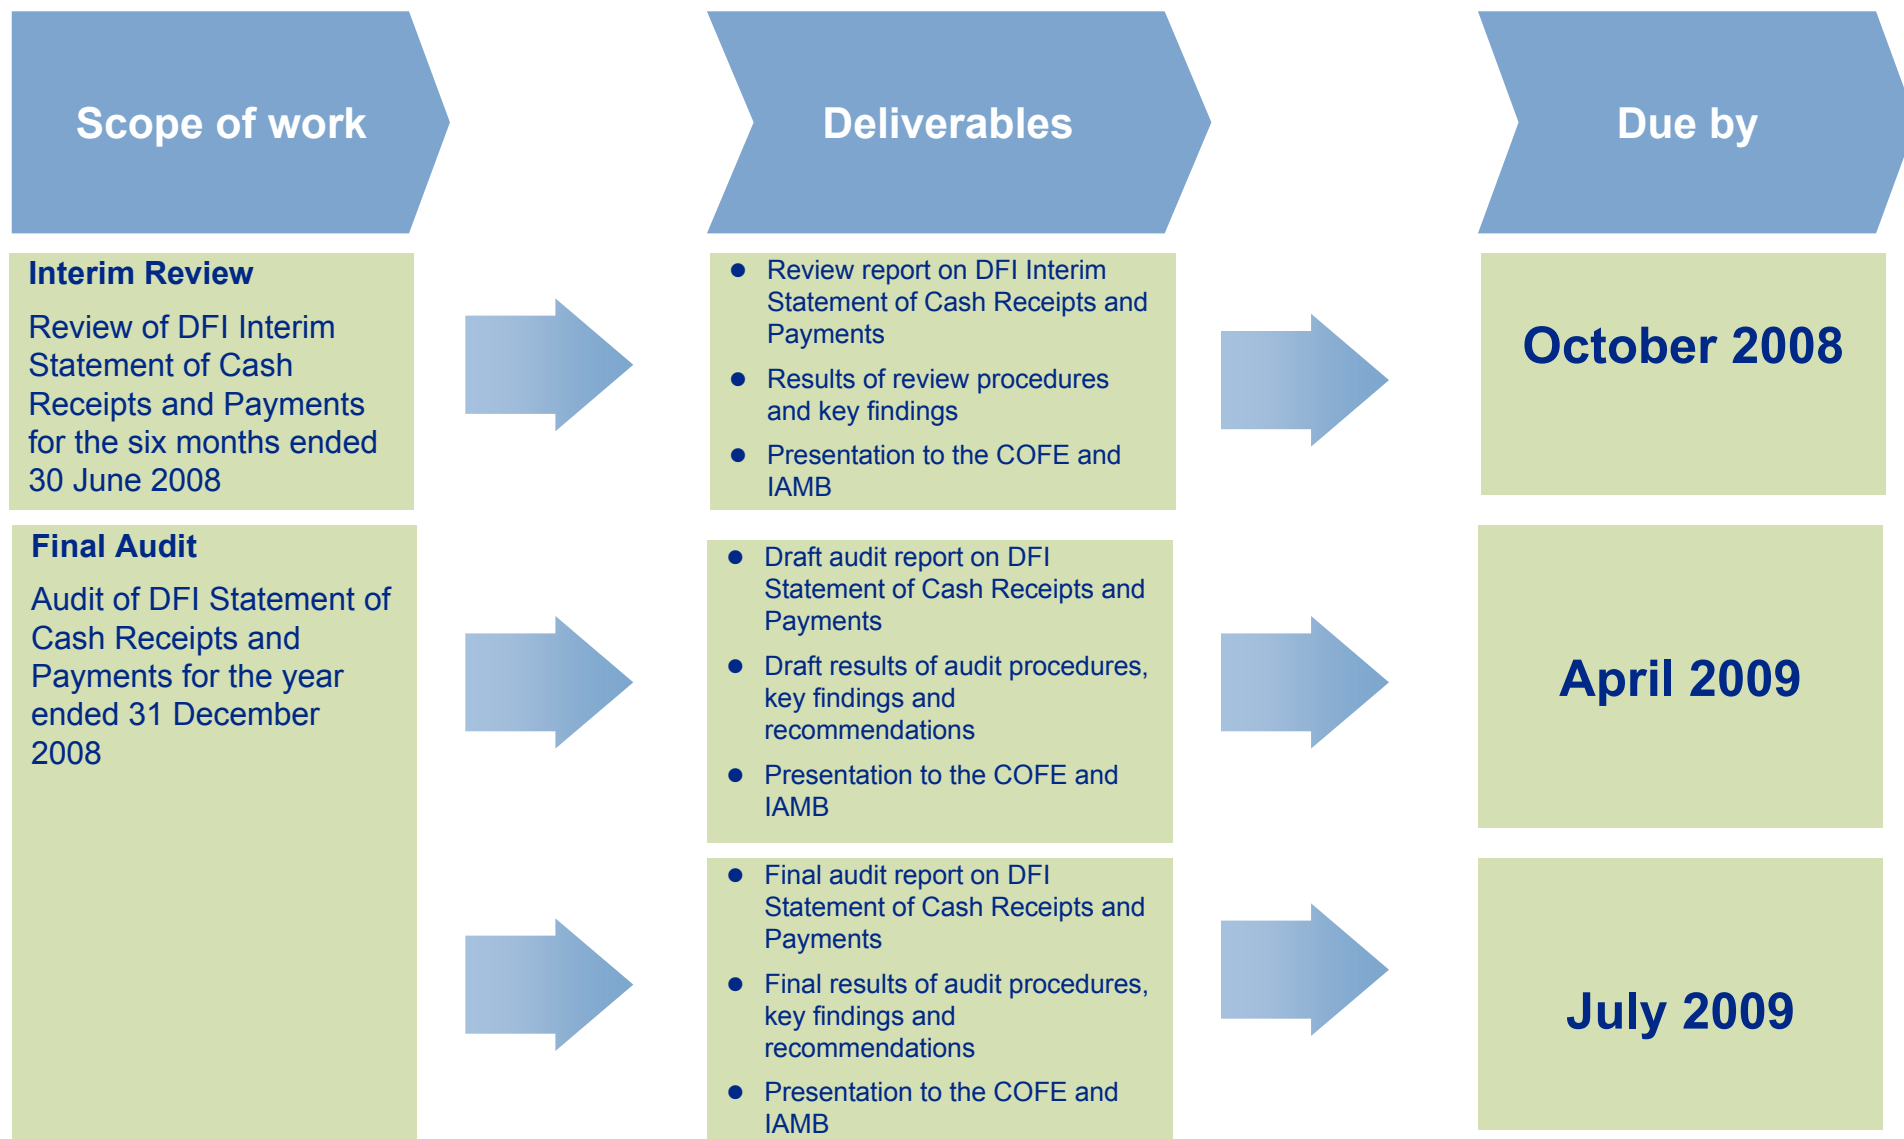 Scope of work
Deliverables
Due by
Interim Review
Review of DFI Interim
Statement of Cash
Receipts and Payments
for the six months ended
30 June 2008
● Review report on DFI Interim
Statement of Cash Receipts and
Payments
● Results of review procedures
and key findings
● Presentation to the COFE and
IAMB
October 2008
Final Audit
Audit of DFI Statement of
Cash Receipts and
Payments for the year
ended 31 December
2008
● Draft audit report on DFI
Statement of Cash Receipts and
Payments
● Draft results of audit procedures,
key findings and
recommendations
● Presentation to the COFE and
IAMB
April 2009
● Final audit report on DFI
Statement of Cash Receipts and
Payments
● Final results of audit procedures,
key findings and
recommendations
● Presentation to the COFE and
IAMB
July 2009